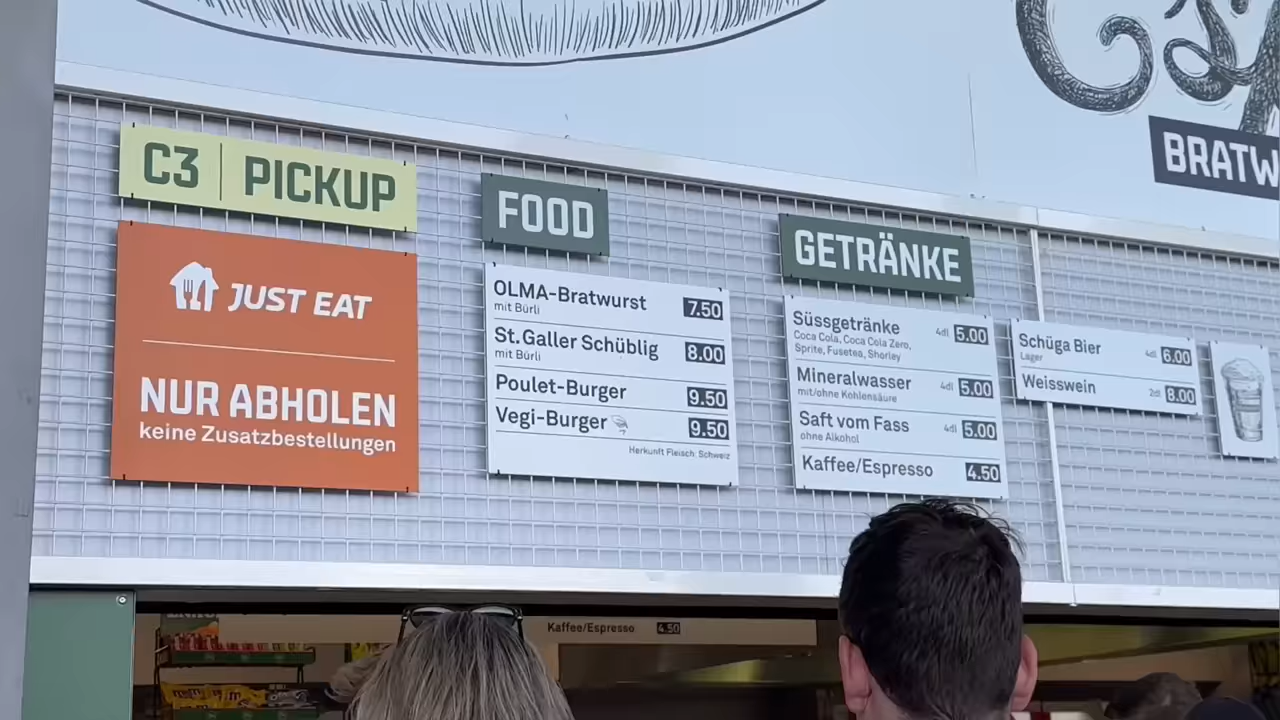 C3 | PICKUP
JUST EAT
NUR ABHOLEN
keine Zusatzbestellungen
FOOD
OLMA-Bratwurst 7.50
mit Bürli
St.Galler Schüblig 8.00
mit Bürli
Poulet-Burger 9.50
Vegi-Burger 9.50
Herkunft Fleisch: Schweiz
GETRÄNKE
Süssgetränke 4dl 5.00
Coca Cola, Coca Cola Zero,
Sprite, Fusetea, Shorley
Mineralwasser 4dl 5.00
mit/ohne Kohlensäure
Saft vom Fass 4dl 5.00
ohne Alkohol
Kaffee/Espresso 4.50
Schüga Bier 4dl 6.00
Lager
Weisswein 2dl 8.00
BRATW
Kaffee/Espresso 4.50
m&m's